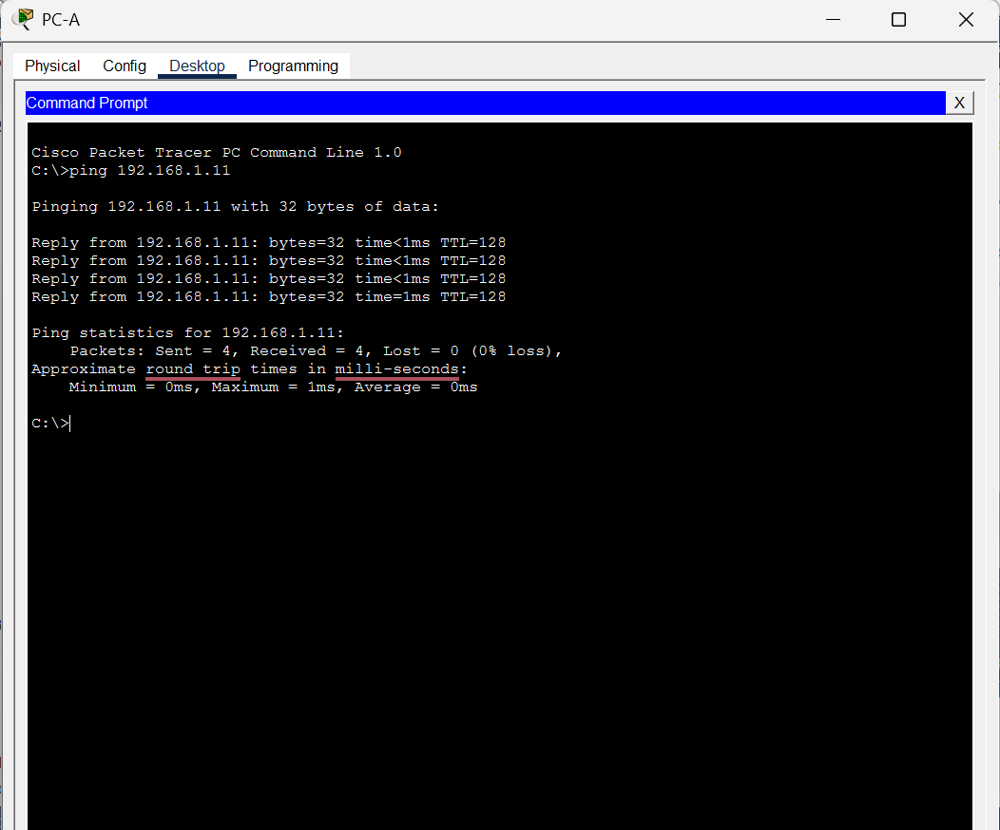 PC-A
Physical Config Desktop Programming
Command Prompt X
Cisco Packet Tracer PC Command Line 1.0
C:\>ping 192.168.1.11
Pinging 192.168.1.11 with 32 bytes of data:
Reply from 192.168.1.11: bytes=32 time<1ms TTL=128
Reply from 192.168.1.11: bytes=32 time<1ms TTL=128
Reply from 192.168.1.11: bytes=32 time<1ms TTL=128
Reply from 192.168.1.11: bytes=32 time=1ms TTL=128
Ping statistics for 192.168.1.11:
Packets: Sent = 4, Received = 4, Lost = 0 (0% loss),
Approximate round trip times in milli-seconds:
Minimum = 0ms, Maximum = 1ms, Average = 0ms
C:\>